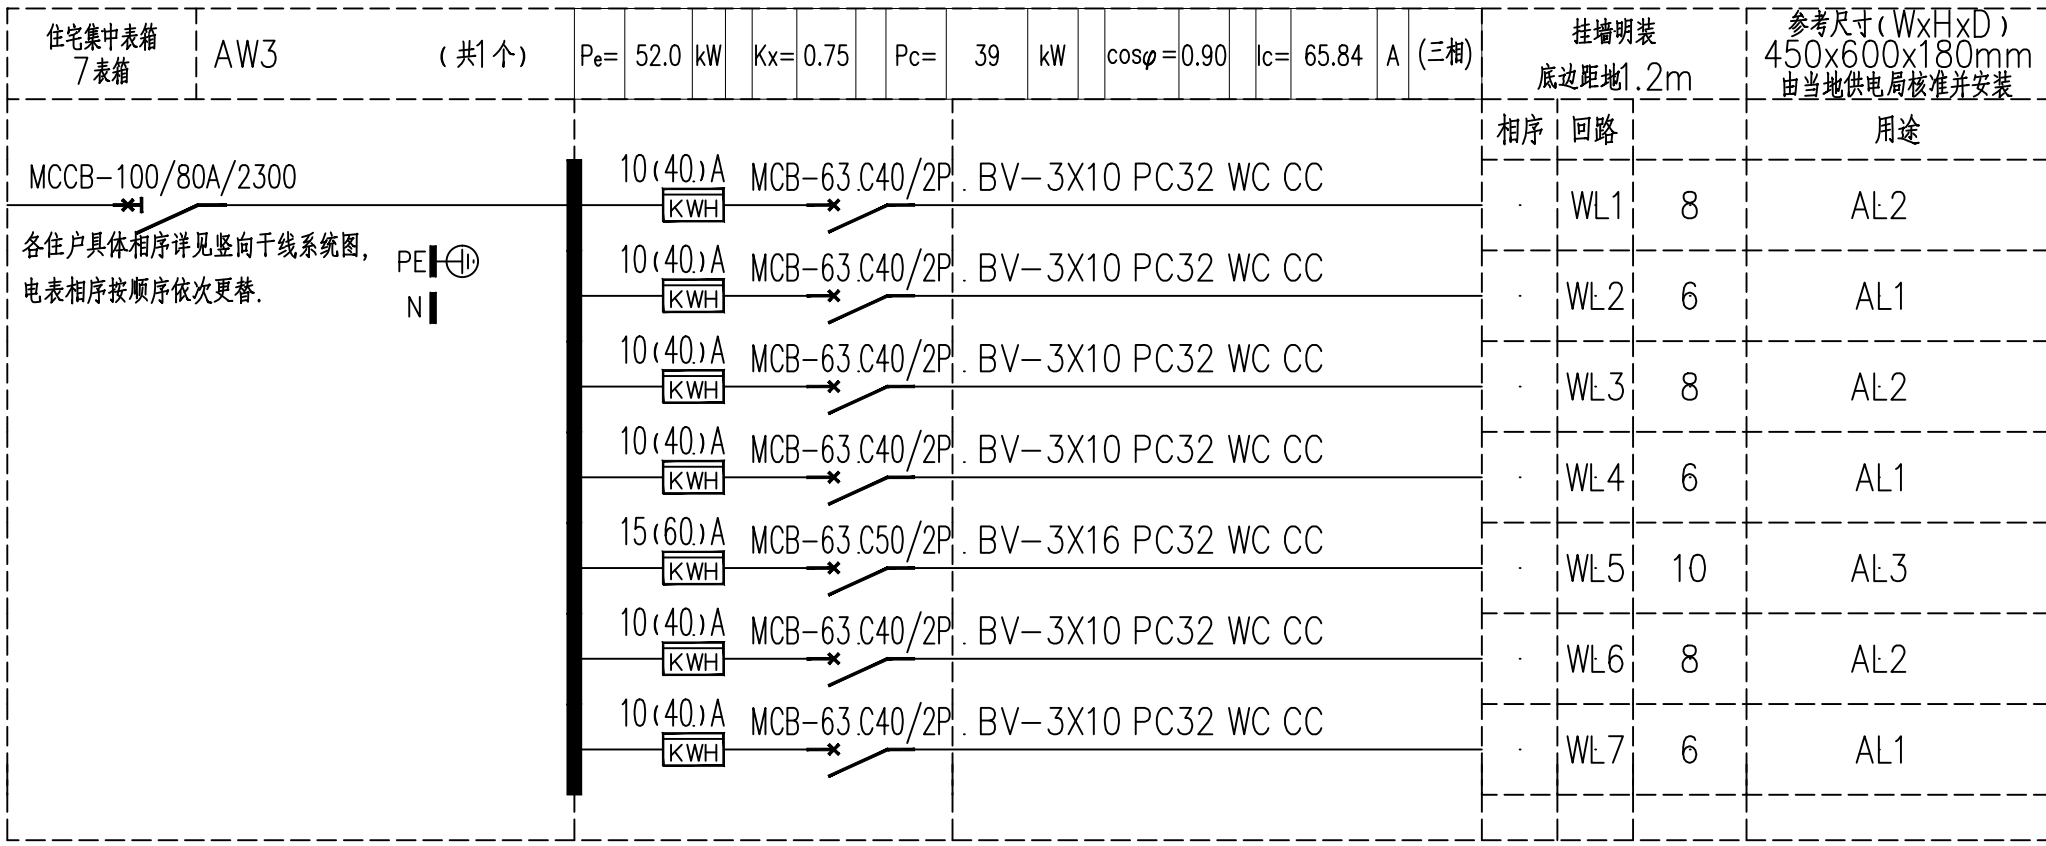 住宅集中表箱
7表箱
AW3 (共1个)
Pe= 52.0 kW Kx= 0.75 Pc= 39 kW cosφ= 0.90 Ic= 65.84 A (三相)
挂墙明装
底边距地1.2m
参考尺寸(WxHxD)
450x600x180mm
由当地供电局核准并安装
相序 回路 用途
MCCB-100/80A/2300
各住户具体相序详见竖向干线系统图,
电表相序按顺序依次更替.
PE
N
10(40.)A MCB-63.C40/2P. BV-3X10 PC32 WC CC WL1 8 AL2
KWH
10(40.)A MCB-63.C40/2P. BV-3X10 PC32 WC CC WL2 6 AL1
KWH
10(40.)A MCB-63.C40/2P. BV-3X10 PC32 WC CC WL3 8 AL2
KWH
10(40.)A MCB-63.C40/2P. BV-3X10 PC32 WC CC WL4 6 AL1
KWH
15(60.)A MCB-63.C50/2P. BV-3X16 PC32 WC CC WL5 10 AL3
KWH
10(40.)A MCB-63.C40/2P. BV-3X10 PC32 WC CC WL6 8 AL2
KWH
10(40.)A MCB-63.C40/2P. BV-3X10 PC32 WC CC WL7 6 AL1
KWH